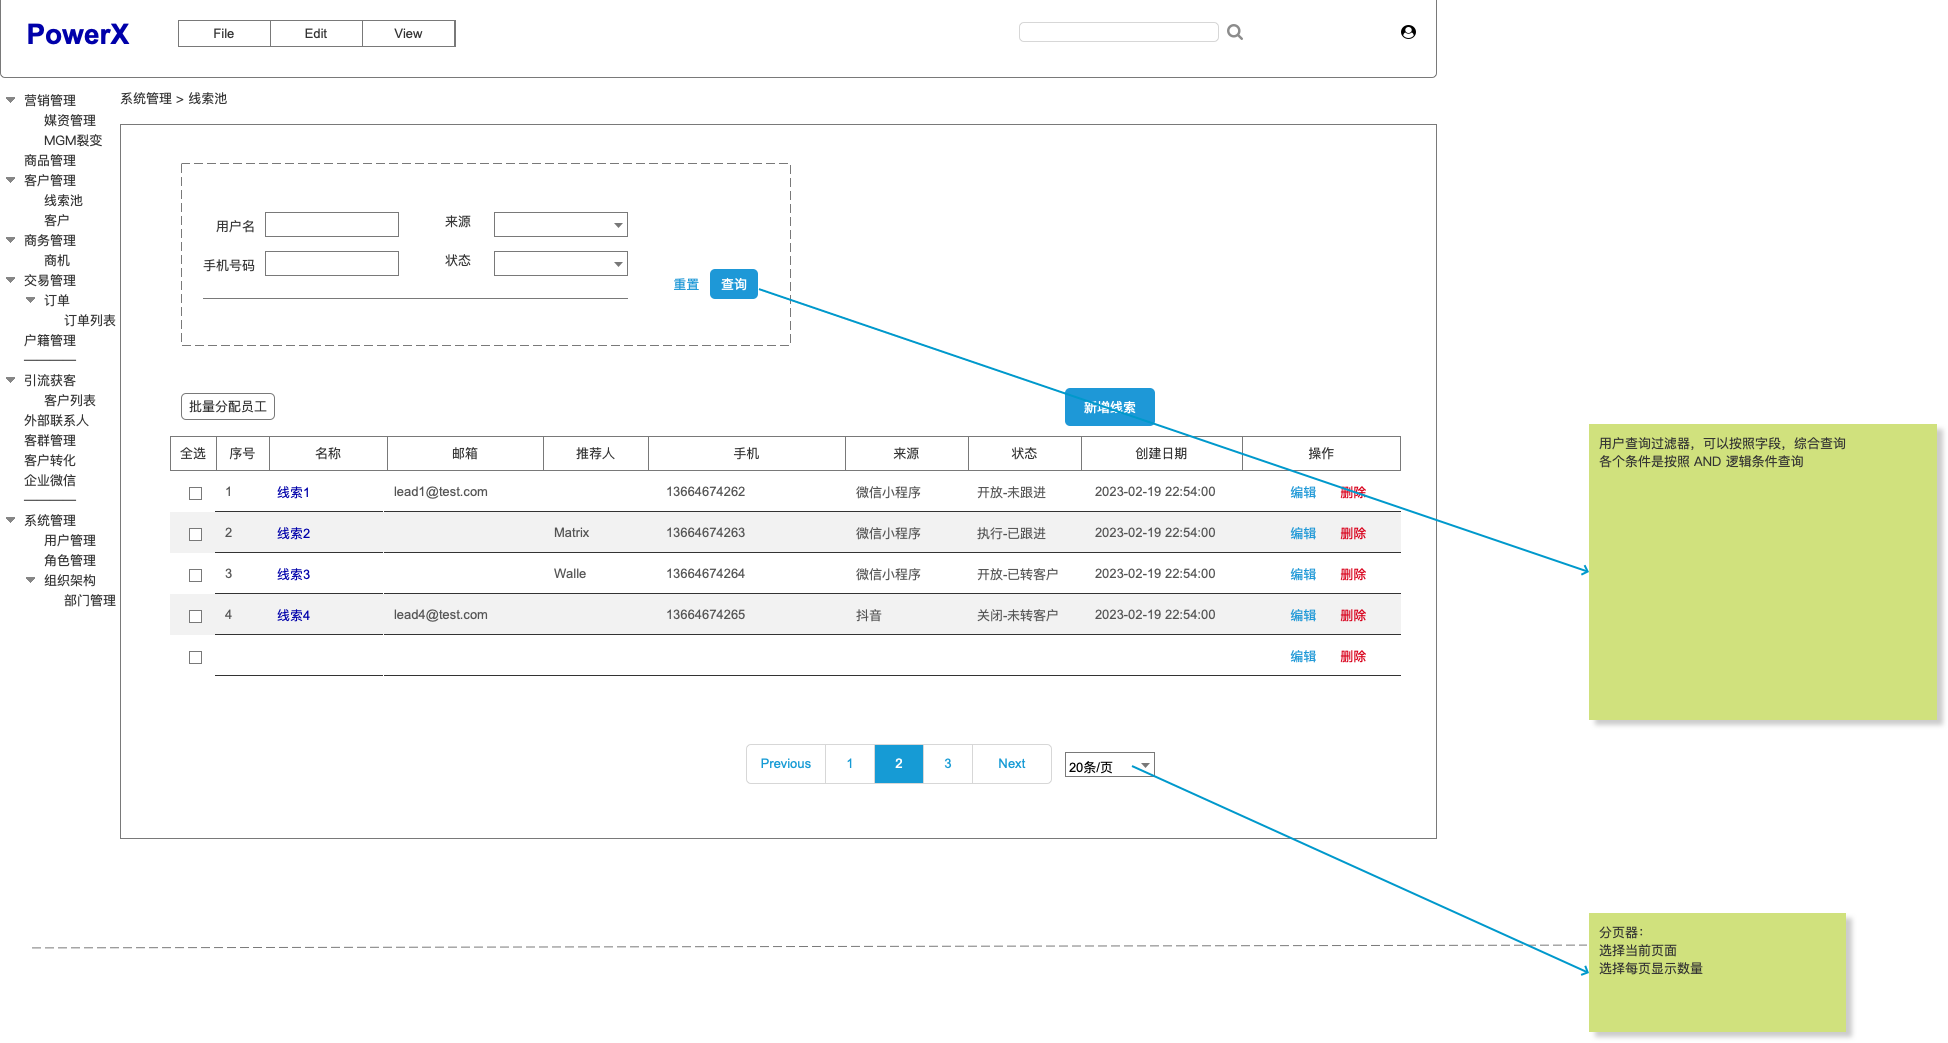 PowerX
File Edit View
系统管理 > 线索池
营销管理
媒资管理
MGM裂变
商品管理
客户管理
线索池
客户
商务管理
商机
交易管理
订单
订单列表
户籍管理
引流获客
客户列表
外部联系人
客群管理
客户转化
企业微信
系统管理
用户管理
角色管理
组织架构
部门管理
用户名 来源
手机号码 状态
重置 查询
批量分配员工 新增线索
全选 序号 名称 邮箱 推荐人 手机 来源 状态 创建日期 操作
1 线索1 lead1@test.com 13664674262 微信小程序 开放-未跟进 2023-02-19 22:54:00 编辑 删除
2 线索2 Matrix 13664674263 微信小程序 执行-已跟进 2023-02-19 22:54:00 编辑 删除
3 线索3 Walle 13664674264 微信小程序 开放-已转客户 2023-02-19 22:54:00 编辑 删除
4 线索4 lead4@test.com 13664674265 抖音 关闭-未转客户 2023-02-19 22:54:00 编辑 删除
编辑 删除
Previous 1 2 3 Next 20条/页
用户查询过滤器，可以按照字段，综合查询
各个条件是按照 AND 逻辑条件查询
分页器：
选择当前页面
选择每页显示数量